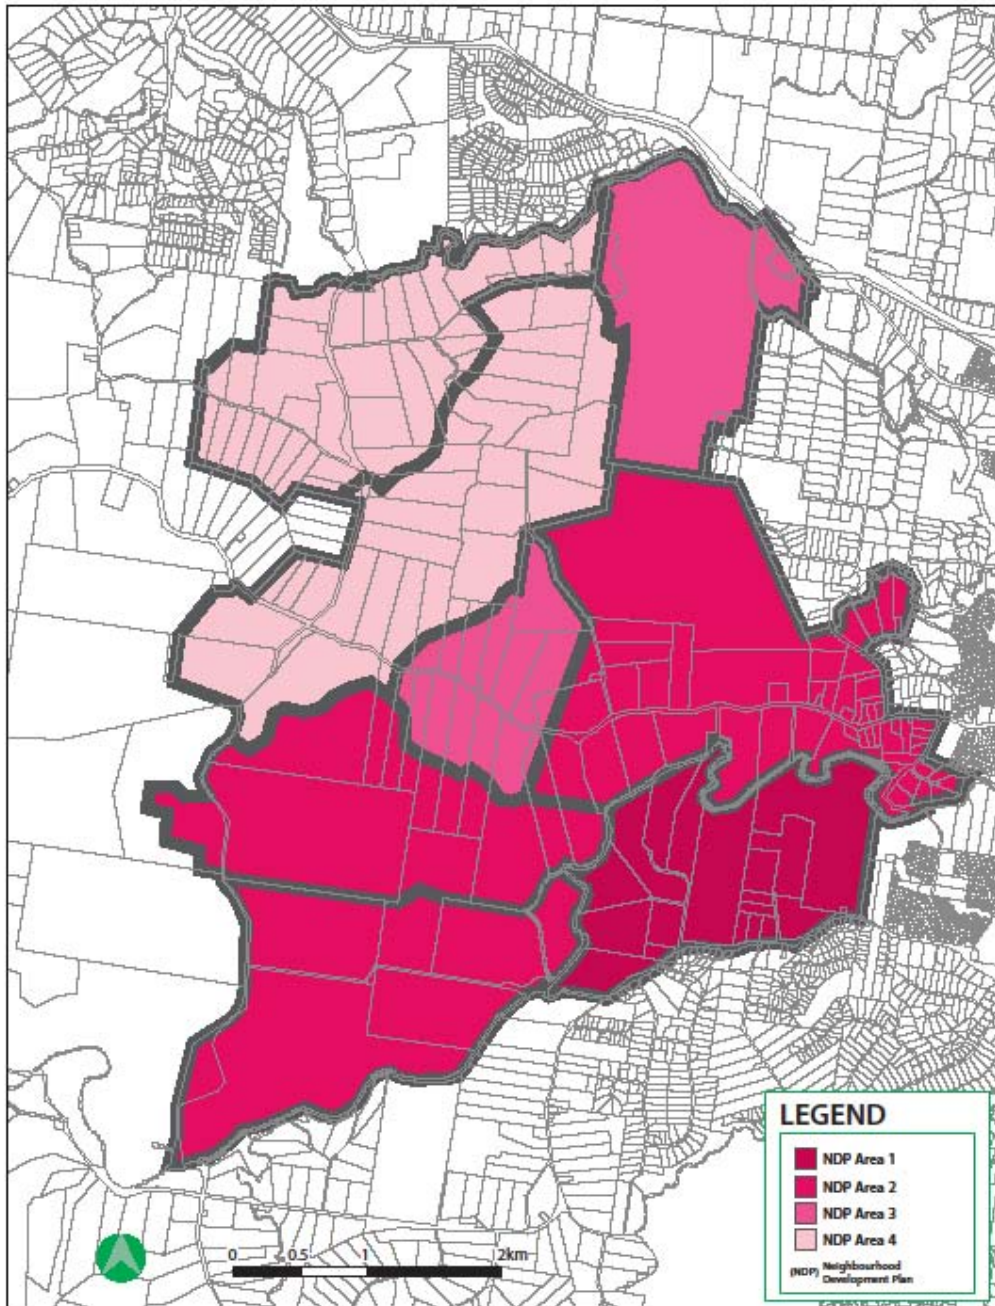 LEGEND
NDP Area 1
NDP Area 2
NDP Area 3
NDP Area 4
(NDP) Neighbourhood
Development Plan
0 0.5 1 2km